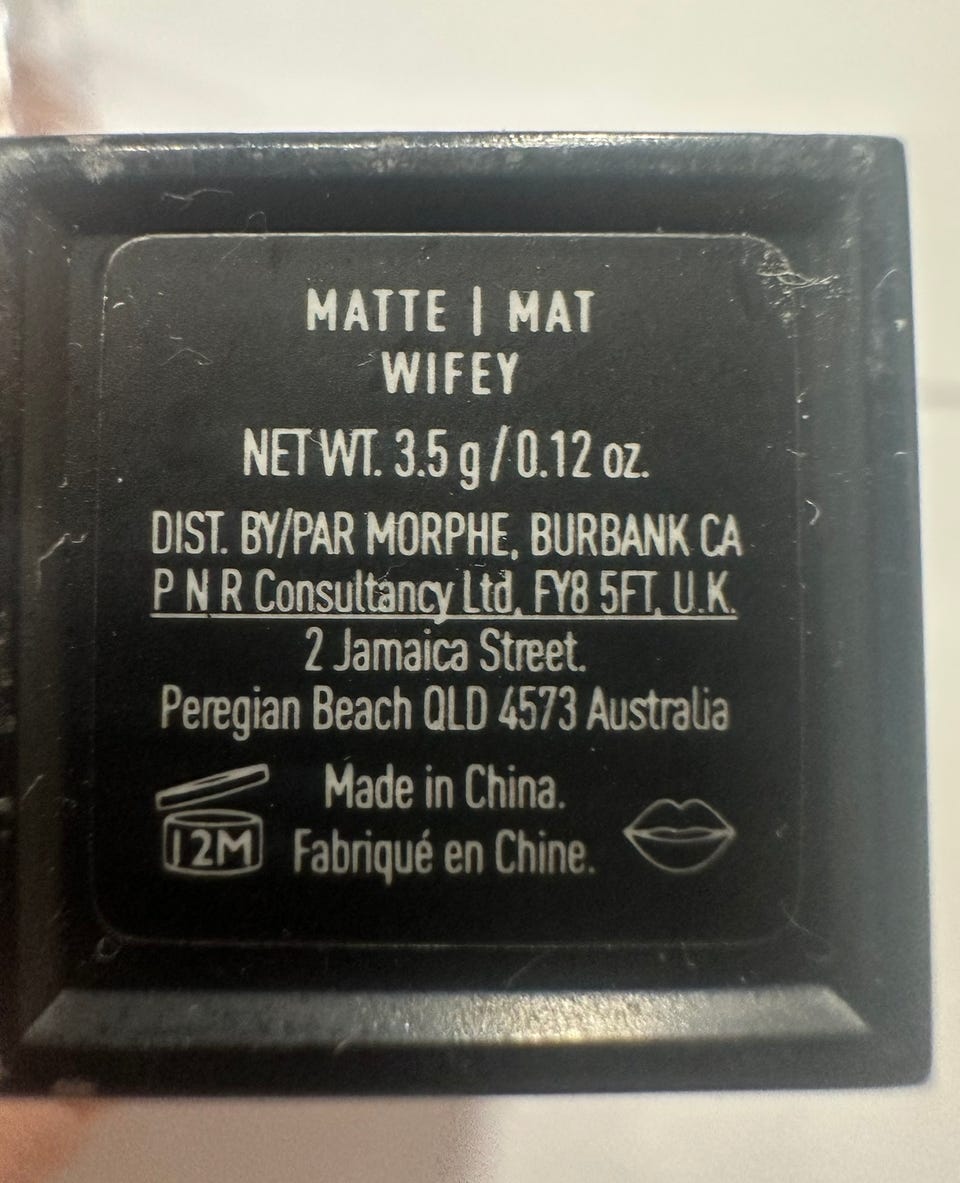 MATTE | MAT
WIFEY
NET WT. 3.5 g / 0.12 oz.
DIST. BY/PAR MORPHE, BURBANK CA
P N R Consultancy Ltd, FY8 5FT, U.K.
2 Jamaica Street.
Peregian Beach QLD 4573 Australia
Made in China.
12M Fabriqué en Chine.